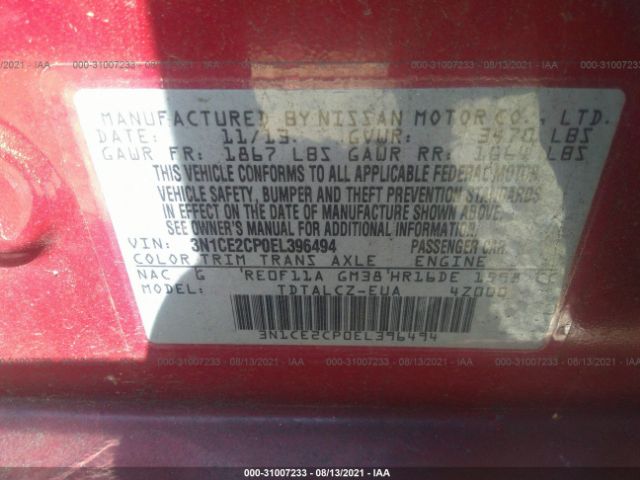 000-31007233 - 08/13/2021 - IAA
MANUFACTURED BY NISSAN MOTOR CO., LTD.
DATE: 11/13 GVWR: 3470 LBS
GAWR FR: 1867 LBS GAWR RR: 1864 LBS
THIS VEHICLE CONFORMS TO ALL APPLICABLE FEDERAL MOTOR
VEHICLE SAFETY, BUMPER AND THEFT PREVENTION STANDARDS
IN EFFECT ON THE DATE OF MANUFACTURE SHOWN ABOVE.
SEE OWNER'S MANUAL FOR ADDITIONAL INFORMATION.
VIN: 3N1CE2CP0EL396494 PASSENGER CAR
COLOR TRIM TRANS AXLE ENGINE
NAC G RE0F11A GM38 HR16DE 1598 CC
MODEL: TDTALCZ-EUA 4Z000
3N1CE2CP0EL396494
000-31007233 - 08/13/2021 - IAA